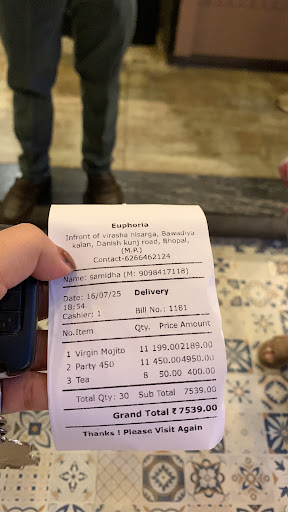 Euphoria
Infront of virasha nisarga, Bawadiya
kalan, Danish kunj road, Bhopal,
(M.P.)
Contact-6266462124
Name: samidha (M: 9098417118)
Date: 16/07/25 Delivery
18:54
Cashier: 1 Bill No.: 1181
No.Item Qty. Price Amount
1 Virgin Mojito 11 199.002189.00
2 Party 450 11 450.004950.00
3 Tea 8 50.00 400.00
Total Qty: 30 Sub Total 7539.00
Grand Total ₹7539.00
Thanks ! Please Visit Again